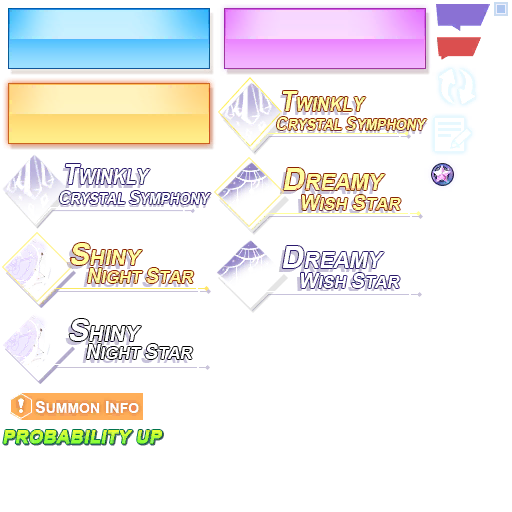 TWINKLY
CRYSTAL SYMPHONY
TWINKLY
CRYSTAL SYMPHONY
DREAMY
WISH STAR
SHINY
NIGHT STAR
DREAMY
WISH STAR
SHINY
NIGHT STAR
SUMMON INFO
PROBABILITY UP